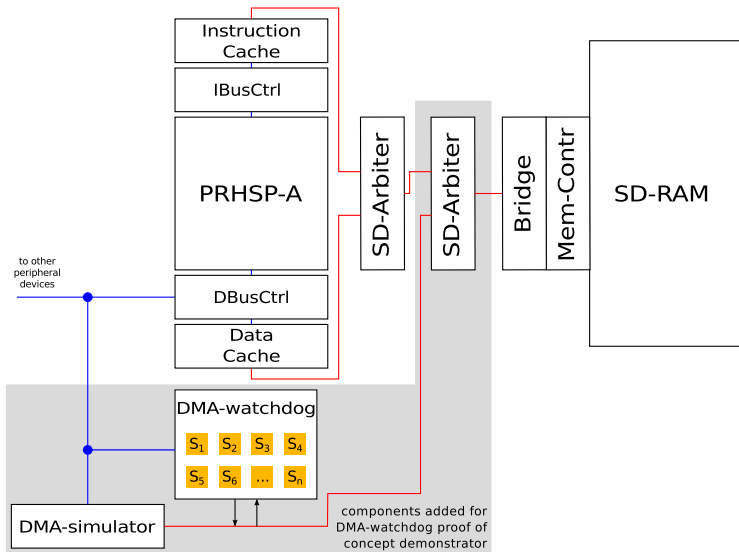 Instruction
Cache
IBusCtrl
PRHSP-A
SD-Arbiter
SD-Arbiter
Bridge
Mem-Contr
SD-RAM
to other
peripheral
devices
DBusCtrl
Data
Cache
DMA-watchdog
S1 S2 S3 S4
S5 S6 ... Sn
DMA-simulator
components added for
DMA-watchdog proof of
concept demonstrator